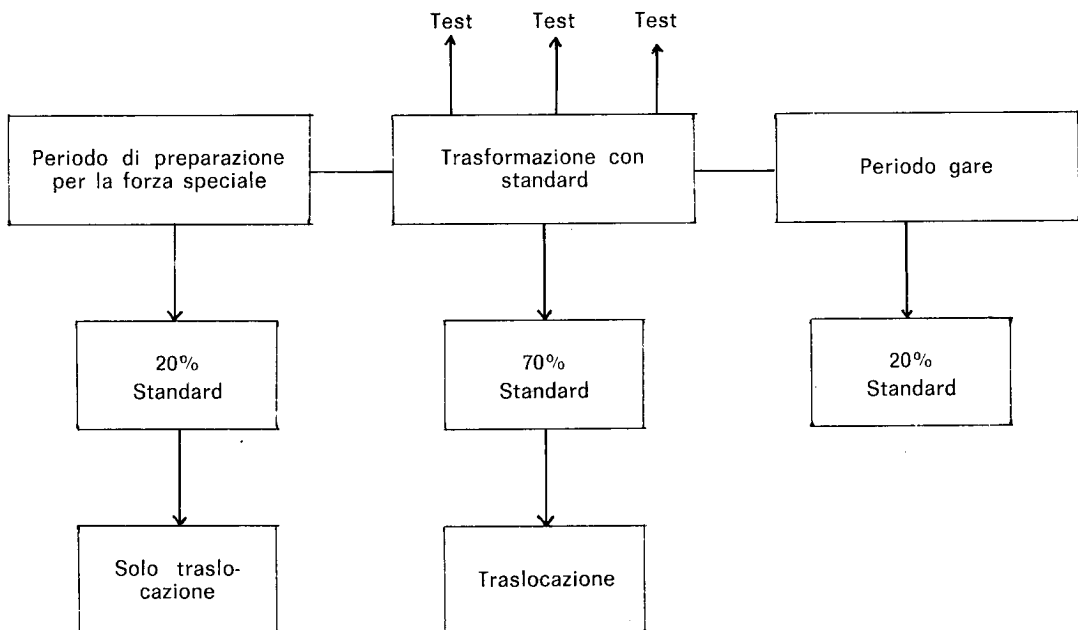 Test
Test
Test
Periodo di preparazione
per la forza speciale
Trasformazione con
standard
Periodo gare
20%
Standard
70%
Standard
20%
Standard
Solo traslo-
cazione
Traslocazione